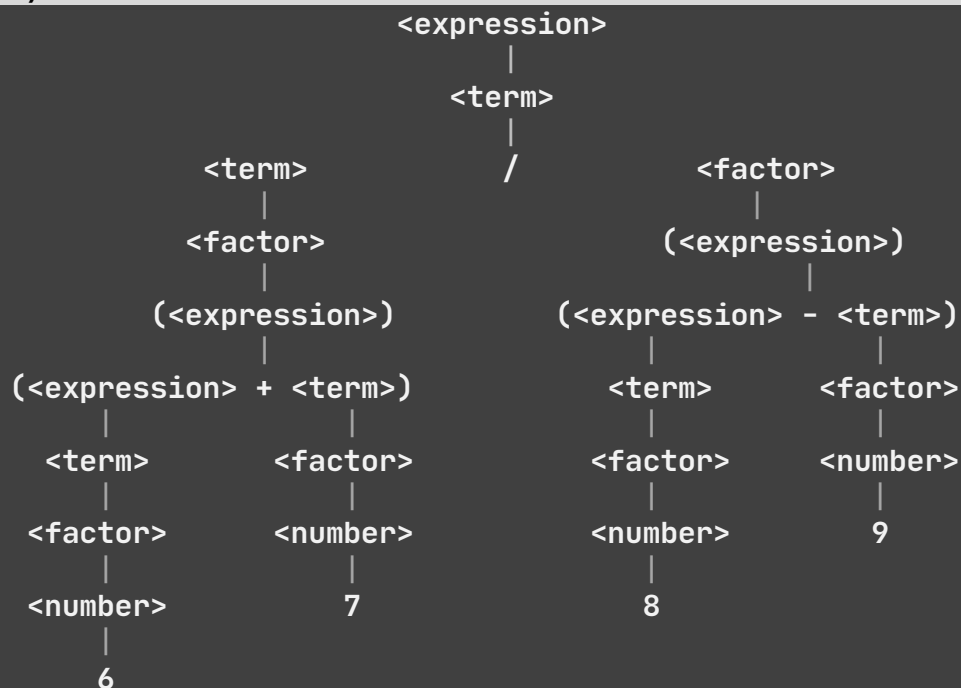 <expression>
|
<term>
|
<term> / <factor>
| |
<factor> (<expression>)
| |
(<expression>) (<expression> - <term>)
| | |
(<expression> + <term>) <term> <factor>
| | | |
<term> <factor> <factor> <number>
| | | |
<factor> <number> <number> 9
| | |
<number> 7 8
|
6